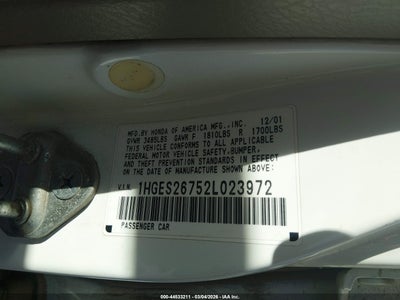 MFD.BY HONDA OF AMERICA MFG.,INC. 12/01
GVWR 3485LBS GAWR F 1810LBS R 1700LBS
THIS VEHICLE CONFORMS TO ALL APPLICABLE
FEDERAL MOTOR VEHICLE SAFETY,BUMPER,
AND THEFT PREVENTION STANDARDS IN EFFECT
ON THE DATE OF MANUFACTURE SHOWN ABOVE:
V.I.N. 1HGES26752L023972
PASSENGER CAR
000-44533211 - 03/04/2026 - IAA Inc.